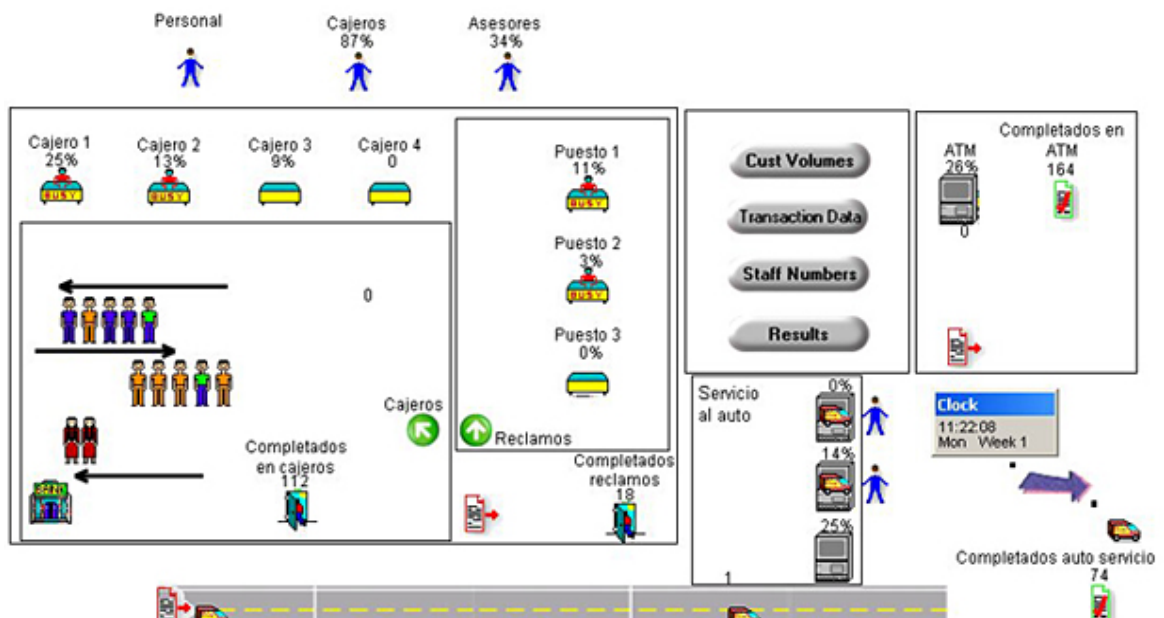 Personal
Cajeros
87%
Asesores
34%
Cajero 1
25%
BUSY
Cajero 2
13%
BUSY
Cajero 3
9%
Cajero 4
0
0
Cajeros
Completados
en cajeros
112
BANK
Puesto 1
11%
BUSY
Puesto 2
3%
BUSY
Puesto 3
0%
Reclamos
Completados
reclamos
18
Cust Volumes
Transaction Data
Staff Numbers
Results
Completados en
ATM
164
ATM
26%
0
Servicio
al auto
0%
14%
25%
1
Clock
11:22:08
Mon Week 1
Completados auto servicio
74